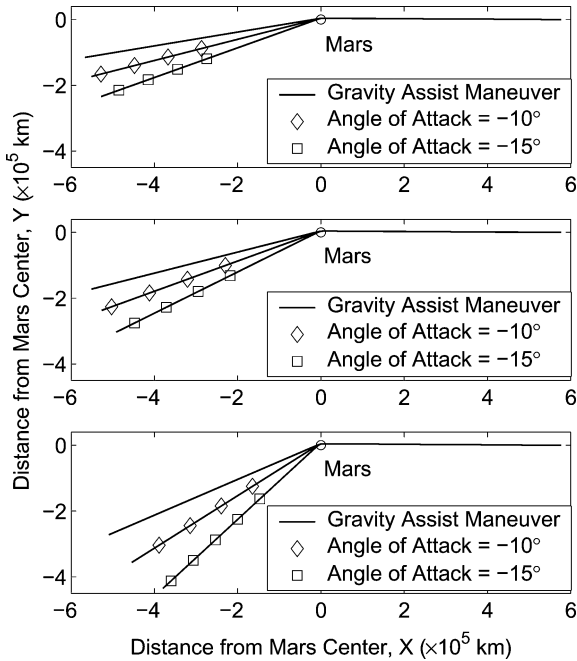 0
−2
−4
Mars
Gravity Assist Maneuver
Angle of Attack = −10°
Angle of Attack = −15°
−6 −4 −2 0 2 4 6
0
−2
−4
Mars
Gravity Assist Maneuver
Angle of Attack = −10°
Angle of Attack = −15°
−6 −4 −2 0 2 4 6
0
−2
−4
Mars
Gravity Assist Maneuver
Angle of Attack = −10°
Angle of Attack = −15°
−6 −4 −2 0 2 4 6
Distance from Mars Center, X (×10⁵ km)
Distance from Mars Center, Y (×10⁵ km)